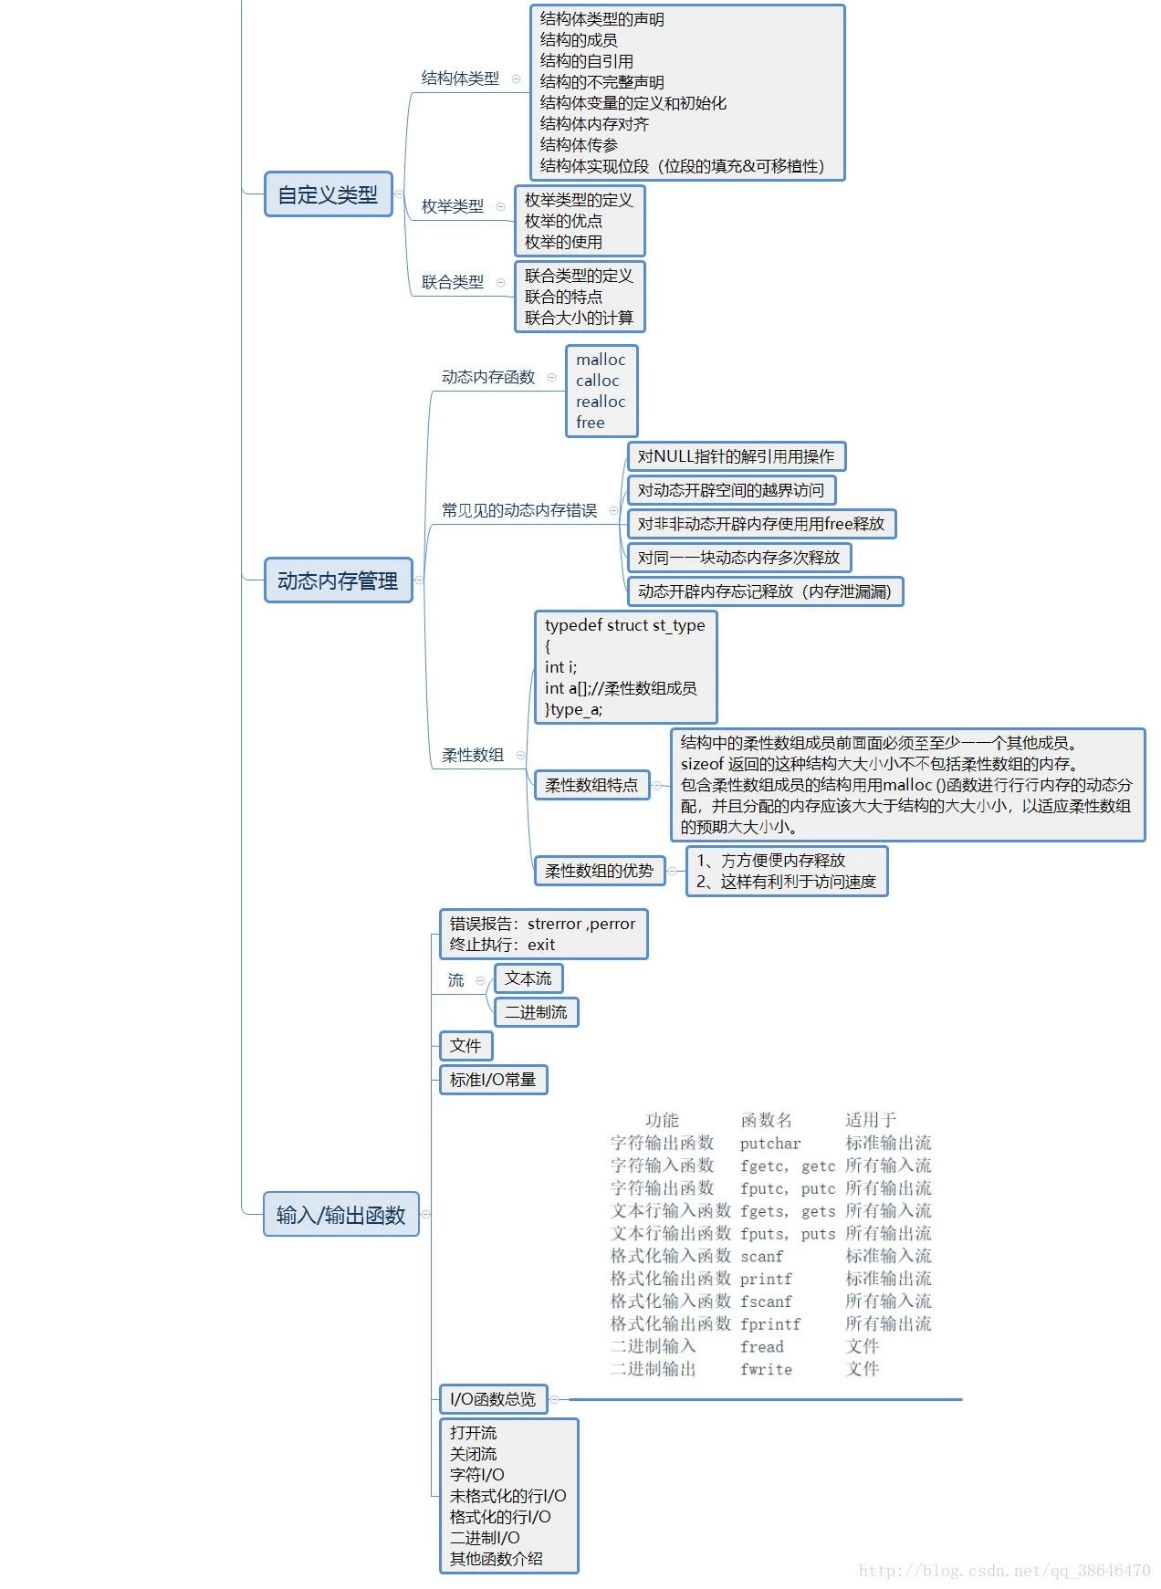 结构体类型的声明
结构的成员
结构的自引用
结构的不完整声明
结构体变量的定义和初始化
结构体内存对齐
结构体传参
结构体实现位段（位段的填充&可移植性）
结构体类型
自定义类型
枚举类型
枚举类型的定义
枚举的优点
枚举的使用
联合类型
联合类型的定义
联合的特点
联合大小的计算
动态内存函数
malloc
calloc
realloc
free
常见见的动态内存错误
对NULL指针的解引用用操作
对动态开辟空间的越界访问
对非非动态开辟内存使用用free释放
对同一一块动态内存多次释放
动态开辟内存忘记释放（内存泄漏漏)
动态内存管理
typedef struct st_type
{
int i;
int a[];//柔性数组成员
}type_a;
柔性数组
柔性数组特点
结构中的柔性数组成员前面面必须至至少一一个其他成员。
sizeof 返回的这种结构大大小小不不包括柔性数组的内存。
包含柔性数组成员的结构用用malloc ()函数进行行行内存的动态分
配，并且分配的内存应该大大于结构的大大小小，以适应柔性数组
的预期大大小小。
柔性数组的优势
1、方方便便内存释放
2、这样有利利于访问速度
错误报告：strerror ,perror
终止执行：exit
流
文本流
二进制流
文件
标准I/O常量
输入/输出函数
功能 函数名 适用于
字符输出函数 putchar 标准输出流
字符输入函数 fgetc, getc 所有输入流
字符输出函数 fputc, putc 所有输出流
文本行输入函数 fgets, gets 所有输入流
文本行输出函数 fputs, puts 所有输出流
格式化输入函数 scanf 标准输入流
格式化输出函数 printf 标准输出流
格式化输入函数 fscanf 所有输入流
格式化输出函数 fprintf 所有输出流
二进制输入 fread 文件
二进制输出 fwrite 文件
I/O函数总览
打开流
关闭流
字符I/O
未格式化的行I/O
格式化的行I/O
二进制I/O
其他函数介绍
http://blog.csdn.net/qq_38646470